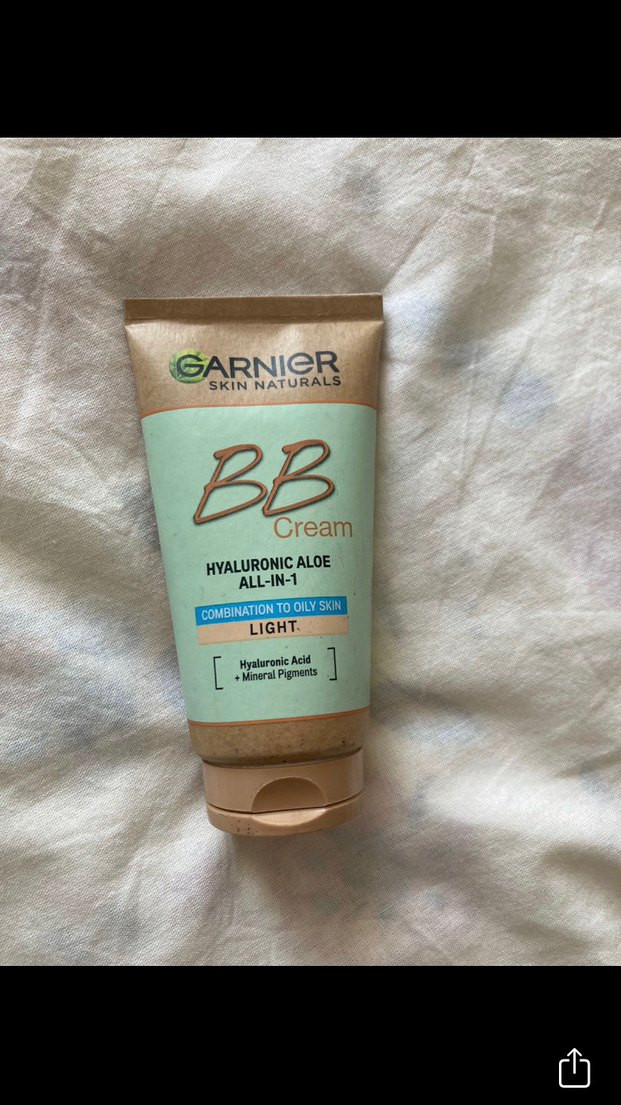 GARNIER
SKIN NATURALS
BB
Cream
HYALURONIC ALOE
ALL-IN-1
COMBINATION TO OILY SKIN
LIGHT
Hyaluronic Acid
+ Mineral Pigments